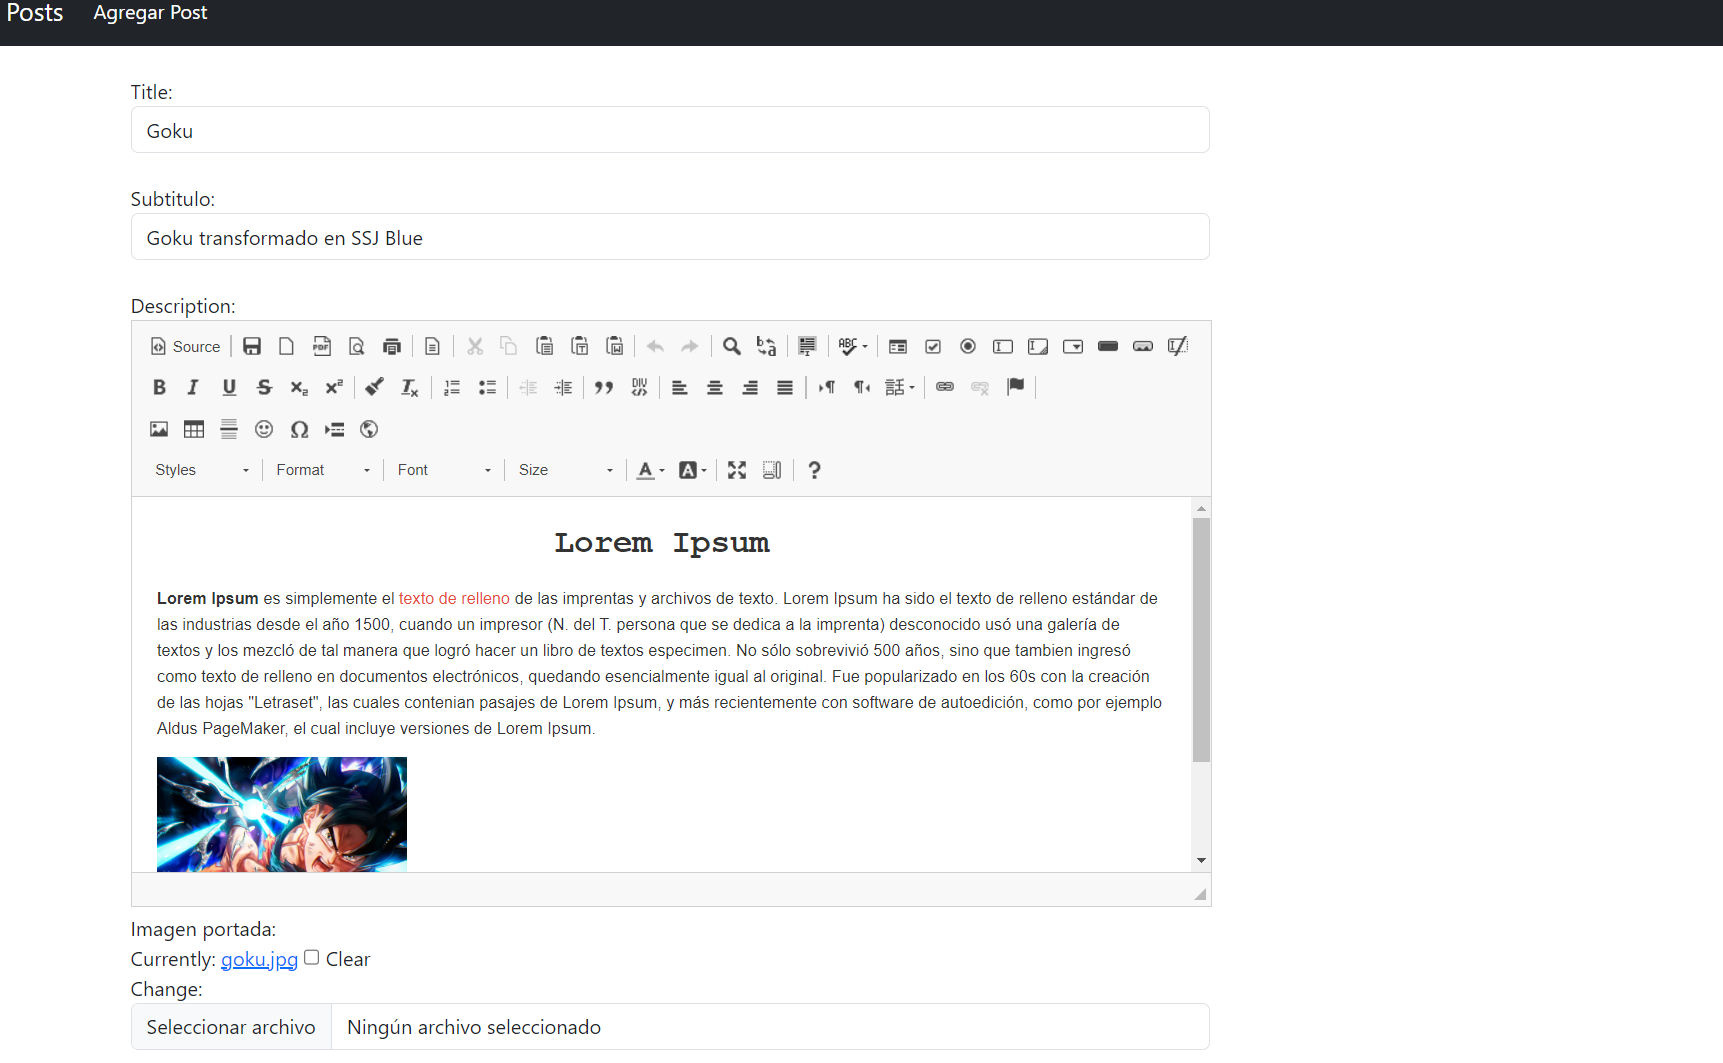 Posts Agregar Post
Title:
Goku
Subtitulo:
Goku transformado en SSJ Blue
Description:
Source
Styles Format Font Size
Lorem Ipsum
Lorem Ipsum es simplemente el texto de relleno de las imprentas y archivos de texto. Lorem Ipsum ha sido el texto de relleno estándar de
las industrias desde el año 1500, cuando un impresor (N. del T. persona que se dedica a la imprenta) desconocido usó una galería de
textos y los mezcló de tal manera que logró hacer un libro de textos especimen. No sólo sobrevivió 500 años, sino que tambien ingresó
como texto de relleno en documentos electrónicos, quedando esencialmente igual al original. Fue popularizado en los 60s con la creación
de las hojas "Letraset", las cuales contenian pasajes de Lorem Ipsum, y más recientemente con software de autoedición, como por ejemplo
Aldus PageMaker, el cual incluye versiones de Lorem Ipsum.
Imagen portada:
Currently: goku.jpg Clear
Change:
Seleccionar archivo Ningún archivo seleccionado